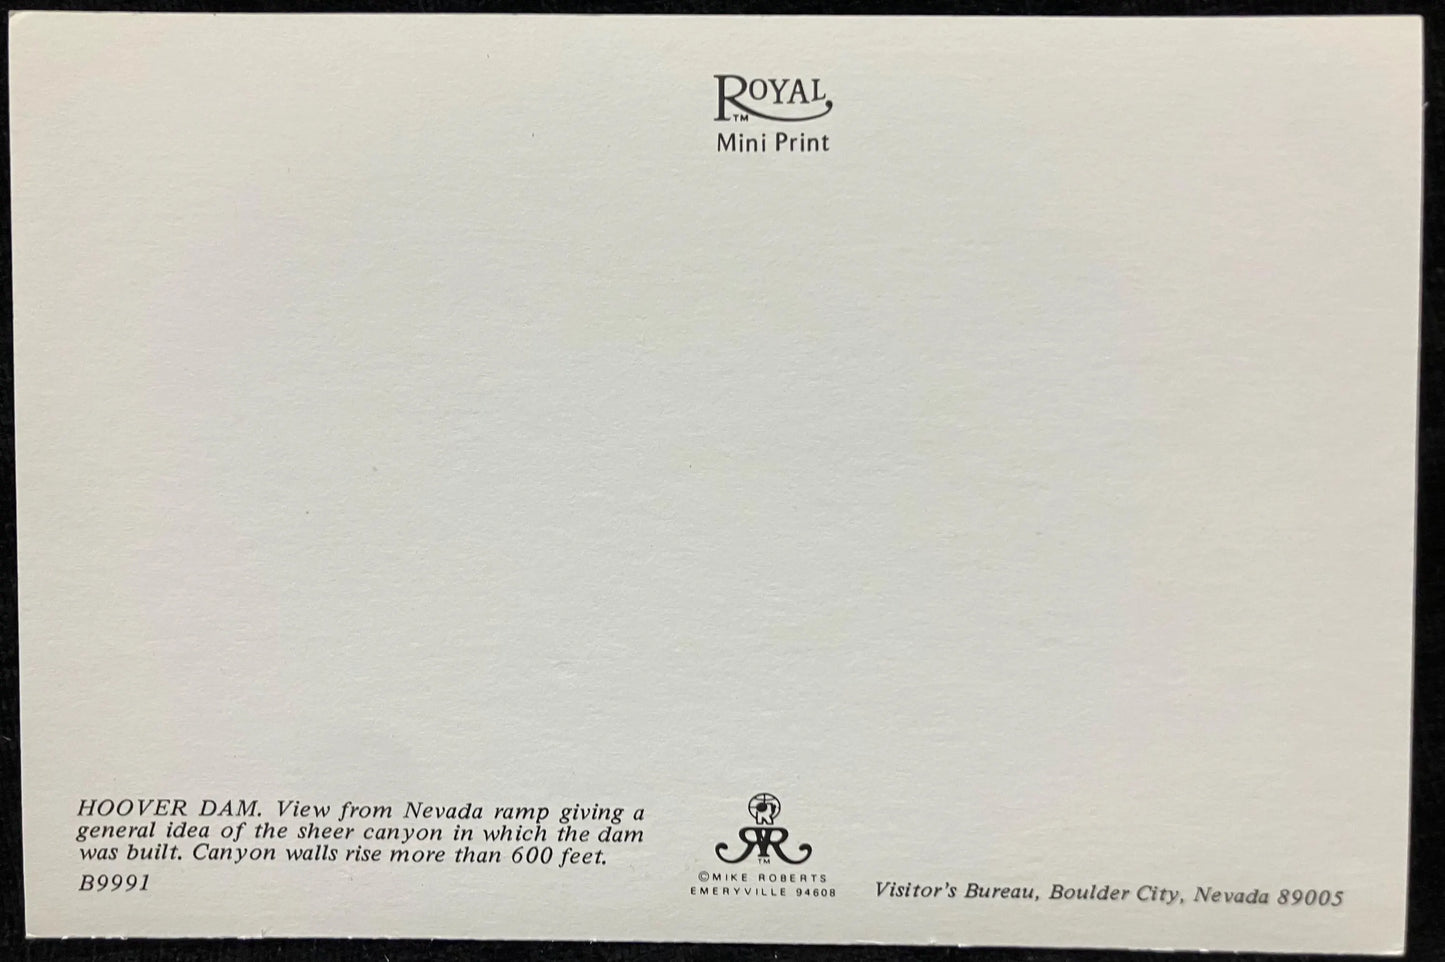 ROYAL
TM
Mini Print
HOOVER DAM. View from Nevada ramp giving a
general idea of the sheer canyon in which the dam
was built. Canyon walls rise more than 600 feet.
B9991
TM
©MIKE ROBERTS
EMERYVILLE 94608
Visitor's Bureau, Boulder City, Nevada 89005